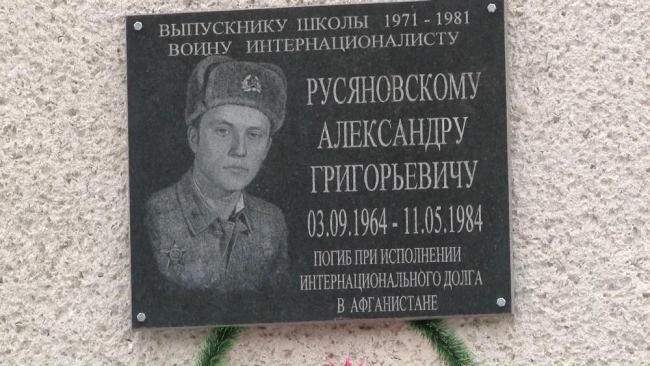 ВЫПУСКНИКУ ШКОЛЫ 1971 - 1981
ВОИНУ ИНТЕРНАЦИОНАЛИСТУ
РУСЯНОВСКОМУ
АЛЕКСАНДРУ
ГРИГОРЬЕВИЧУ
03.09.1964 - 11.05.1984
ПОГИБ ПРИ ИСПОЛНЕНИИ
ИНТЕРНАЦИОНАЛЬНОГО ДОЛГА
В АФГАНИСТАНЕ